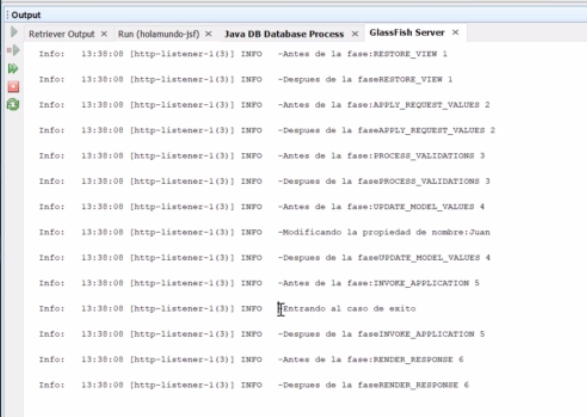 Output
Retriever Output × Run (holamundo-jsf) × Java DB Database Process × GlassFish Server ×
Info: 13:38:08 [http-listener-1(3)] INFO -Antes de la fase:RESTORE_VIEW 1
Info: 13:38:08 [http-listener-1(3)] INFO -Despues de la faseRESTORE_VIEW 1
Info: 13:38:08 [http-listener-1(3)] INFO -Antes de la fase:APPLY_REQUEST_VALUES 2
Info: 13:38:08 [http-listener-1(3)] INFO -Despues de la faseAPPLY_REQUEST_VALUES 2
Info: 13:38:08 [http-listener-1(3)] INFO -Antes de la fase:PROCESS_VALIDATIONS 3
Info: 13:38:08 [http-listener-1(3)] INFO -Despues de la fasePROCESS_VALIDATIONS 3
Info: 13:38:08 [http-listener-1(3)] INFO -Antes de la fase:UPDATE_MODEL_VALUES 4
Info: 13:38:08 [http-listener-1(3)] INFO -Modificando la propiedad de nombre:Juan
Info: 13:38:08 [http-listener-1(3)] INFO -Despues de la faseUPDATE_MODEL_VALUES 4
Info: 13:38:08 [http-listener-1(3)] INFO -Antes de la fase:INVOKE_APPLICATION 5
Info: 13:38:08 [http-listener-1(3)] INFO -Entrando al caso de exito
Info: 13:38:08 [http-listener-1(3)] INFO -Despues de la faseINVOKE_APPLICATION 5
Info: 13:38:08 [http-listener-1(3)] INFO -Antes de la fase:RENDER_RESPONSE 6
Info: 13:38:08 [http-listener-1(3)] INFO -Despues de la faseRENDER_RESPONSE 6